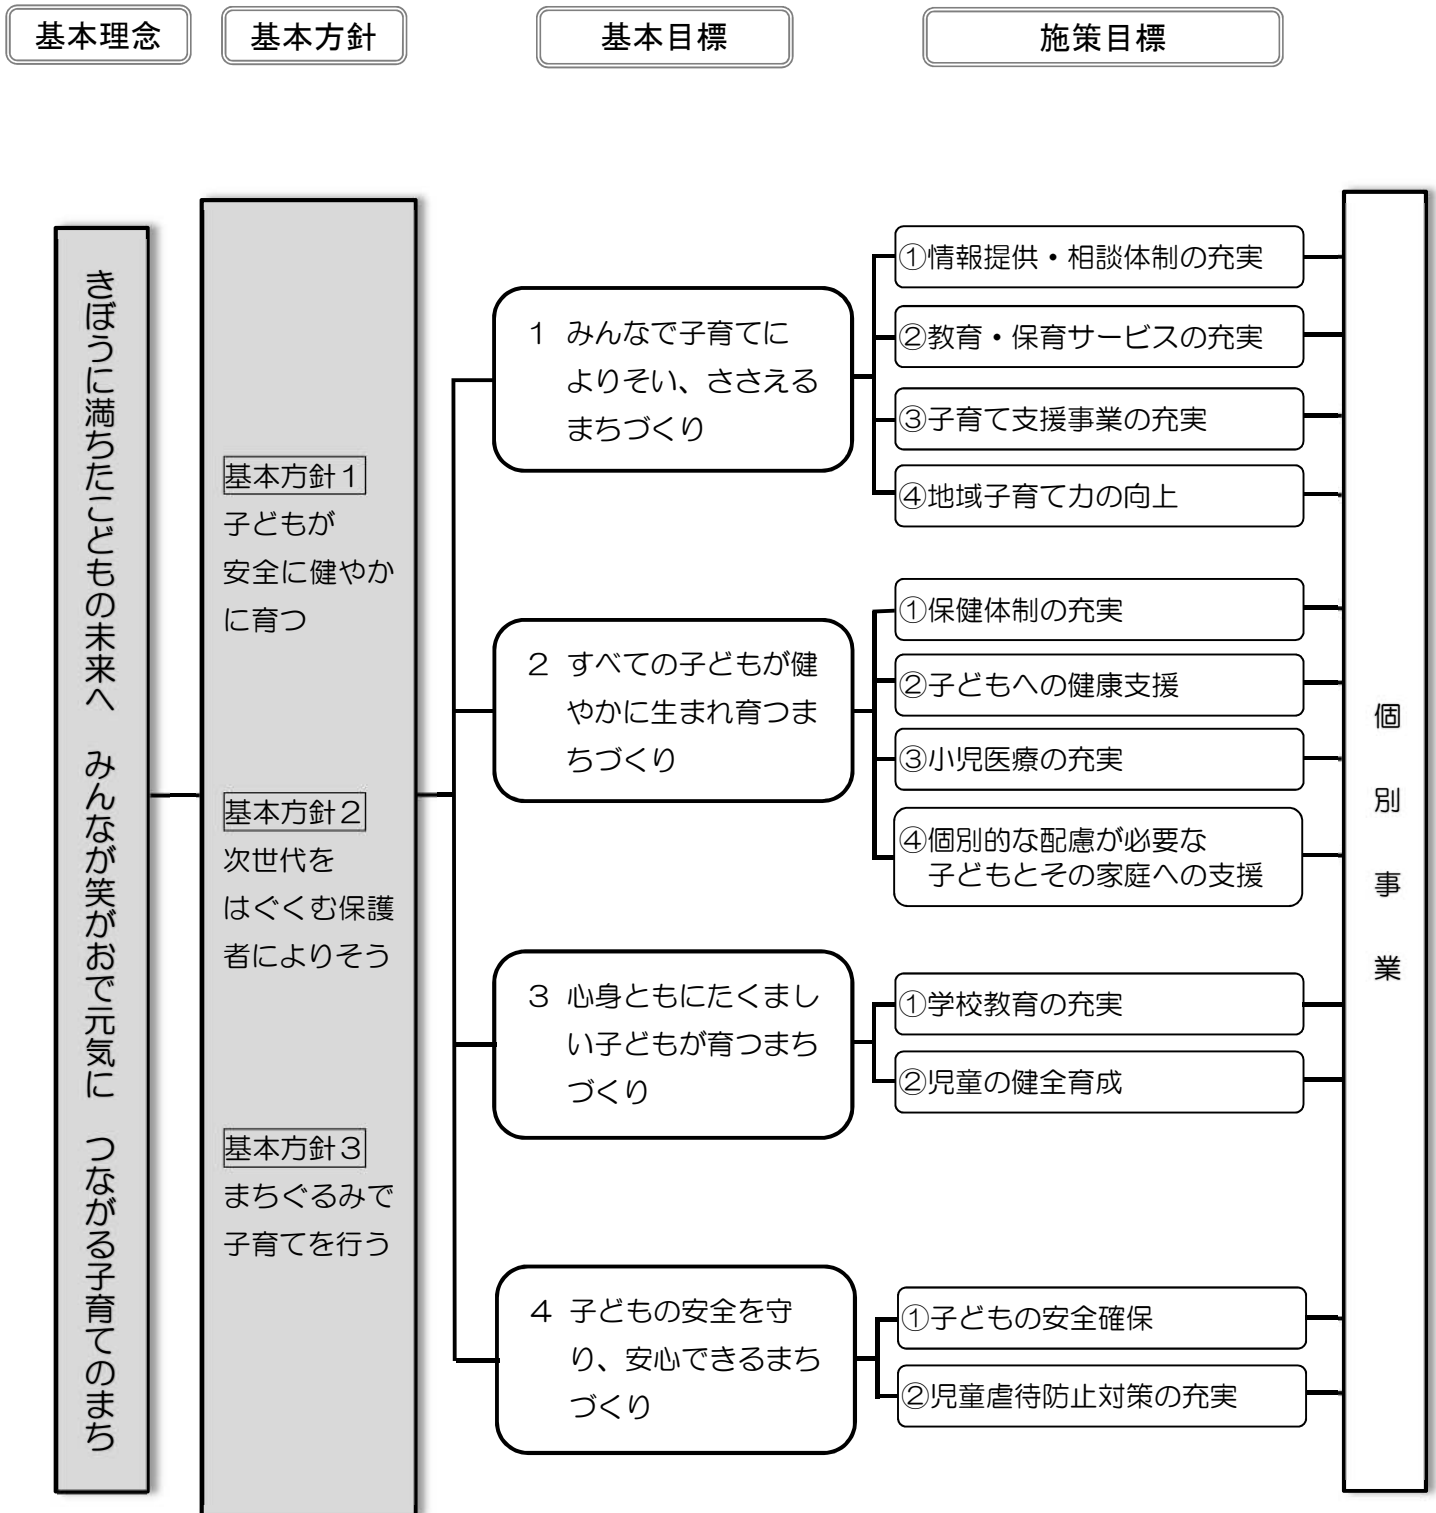 基本理念
基本方針
基本目標
施策目標
きぼうに満ちたこどもの未来へ　みんなが笑がおで元気に　つながる子育てのまち
基本方針１
子どもが
安全に健やか
に育つ
基本方針２
次世代を
はぐくむ保護
者によりそう
基本方針３
まちぐるみで
子育てを行う
１ みんなで子育てに
よりそい、ささえる
まちづくり
①情報提供・相談体制の充実
②教育・保育サービスの充実
③子育て支援事業の充実
④地域子育て力の向上
２ すべての子どもが健
やかに生まれ育つま
ちづくり
①保健体制の充実
②子どもへの健康支援
③小児医療の充実
④個別的な配慮が必要な
子どもとその家庭への支援
３ 心身ともにたくまし
い子どもが育つまち
づくり
①学校教育の充実
②児童の健全育成
４ 子どもの安全を守
り、安心できるまち
づくり
①子どもの安全確保
②児童虐待防止対策の充実
個別事業